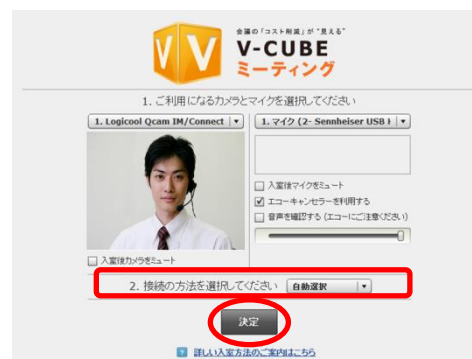 会議の「コスト削減」が"見える"
V-CUBE
ミーティング
1. ご利用になるカメラとマイクを選択してください
1. Logicool Qcam IM/Connect
1. マイク (2- Sennheiser USB H
入室後マイクをミュート
エコーキャンセラーを利用する
音声を確認する (エコーにご注意ください)
入室後カメラをミュート
2. 接続の方法を選択してください 自動選択
決定
? 詳しい入室方法のご案内はこちら